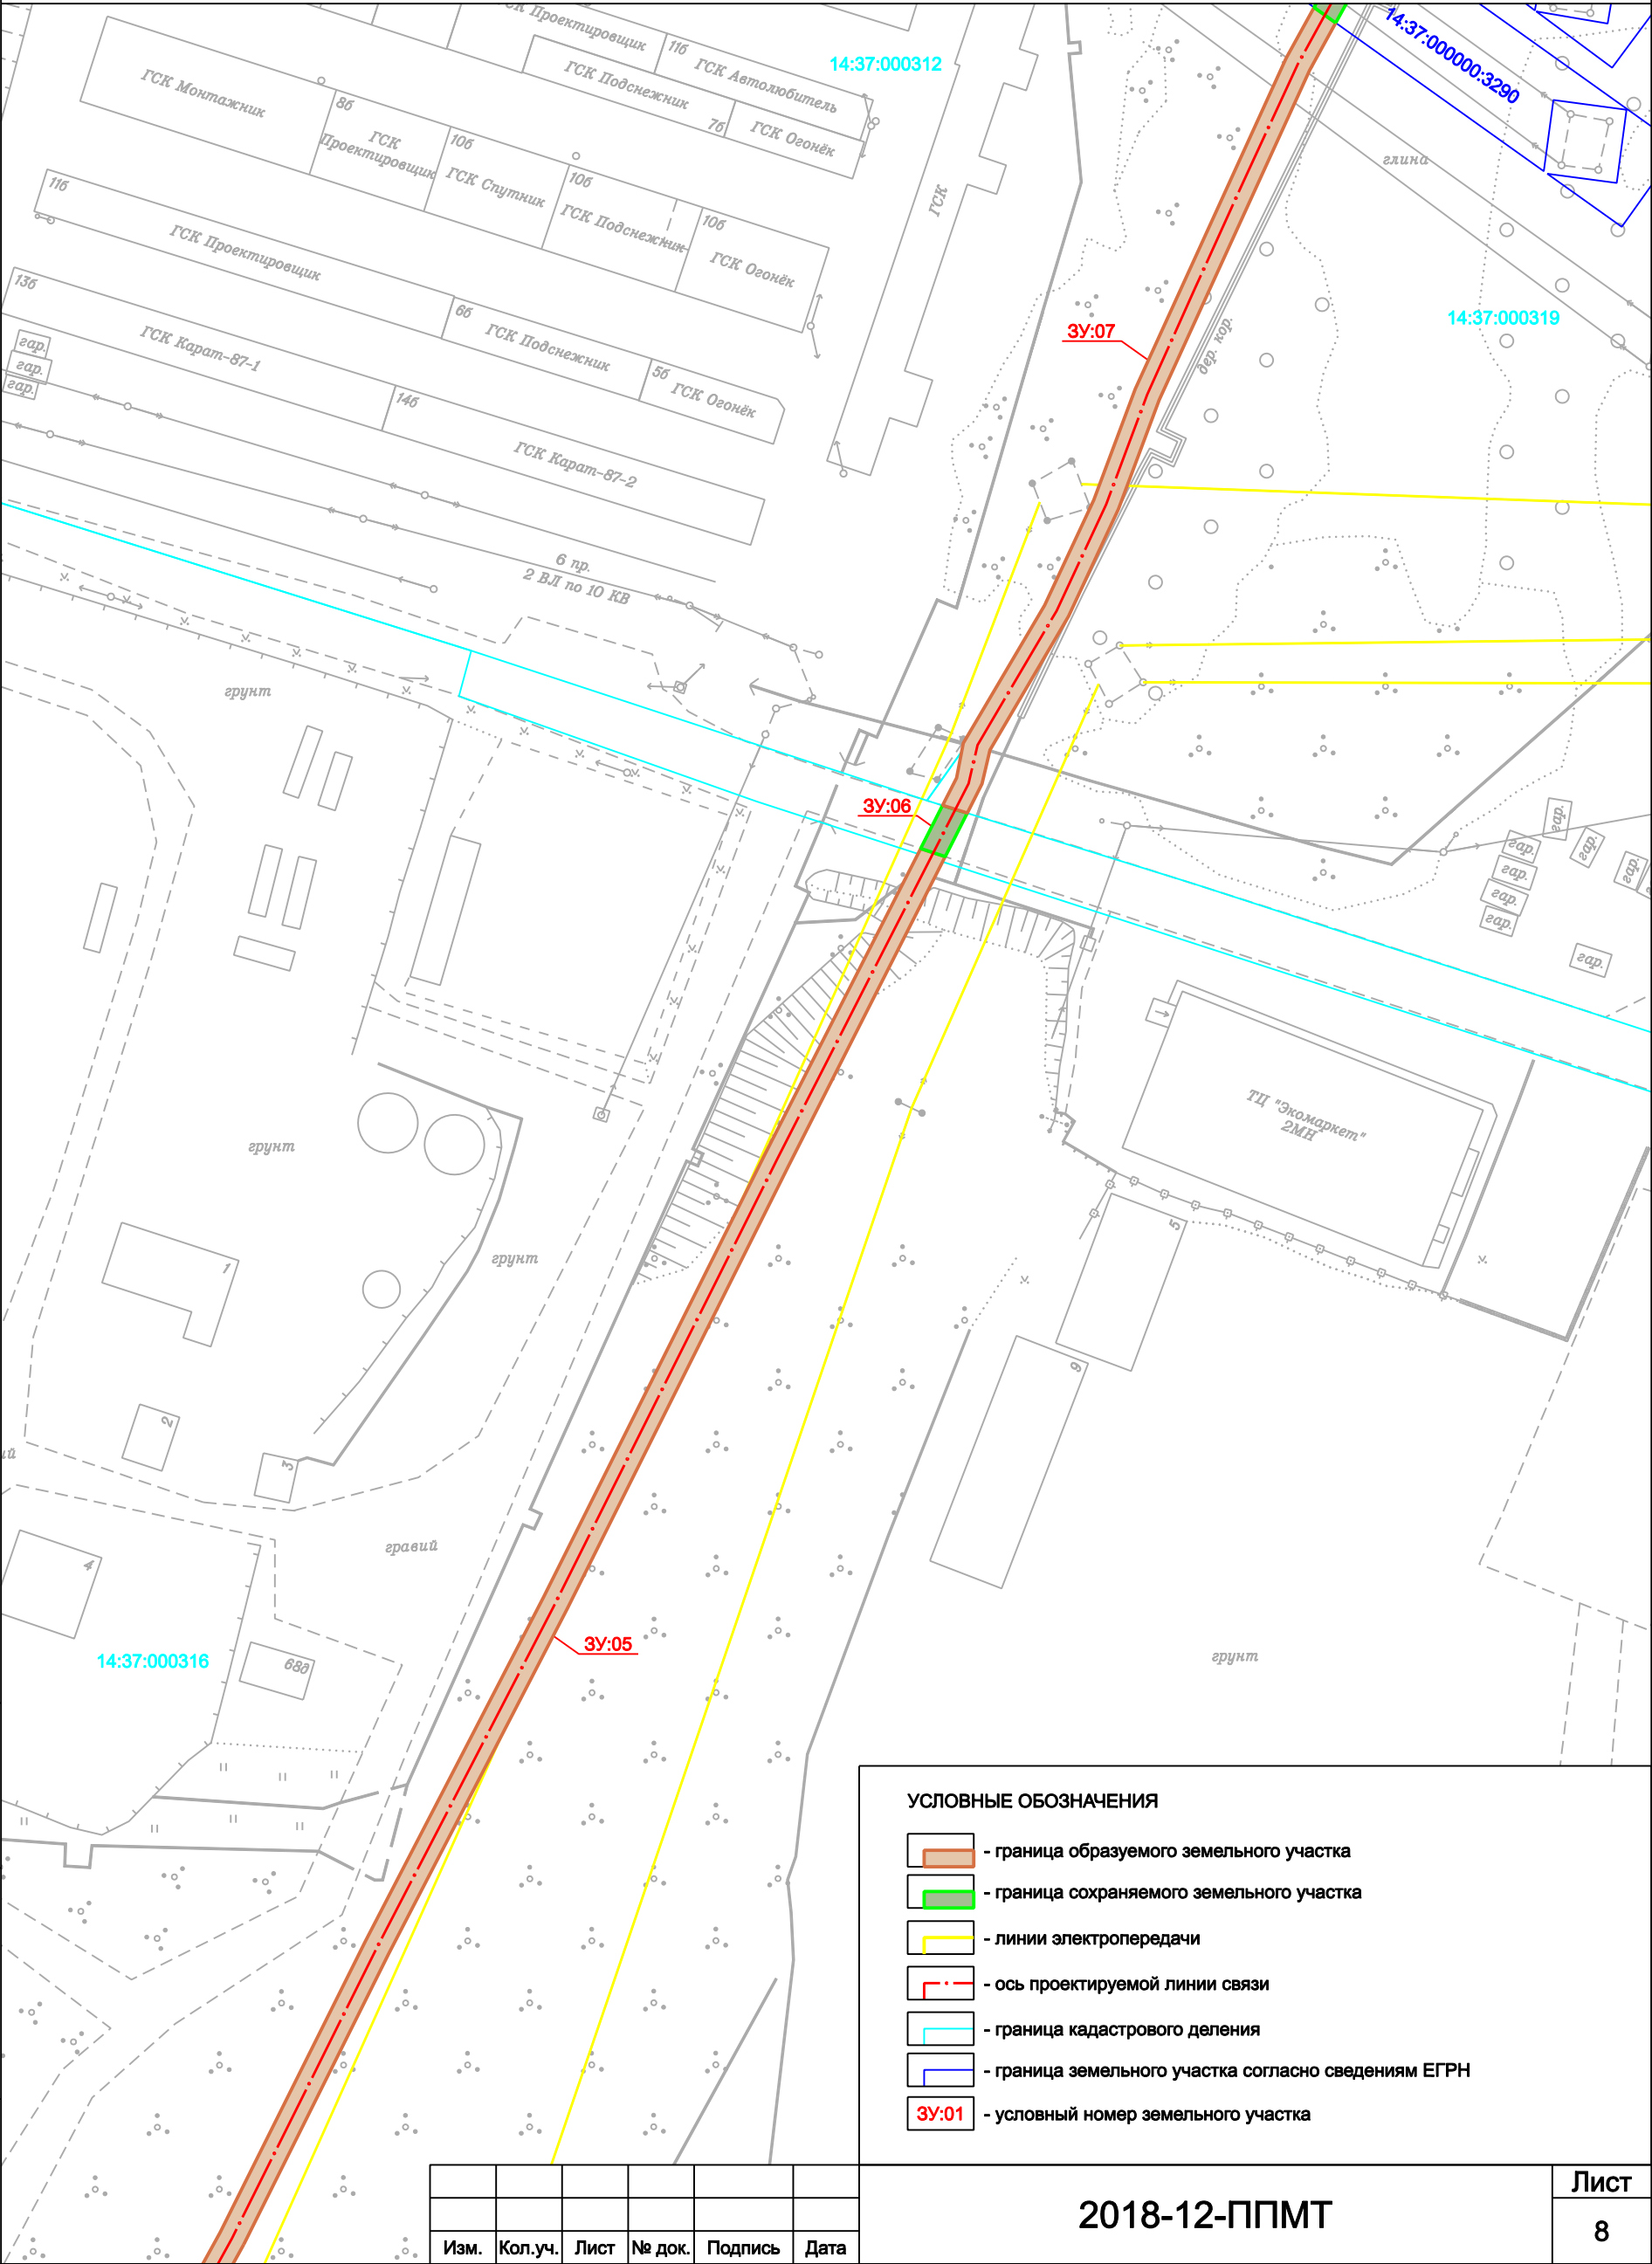 ГСК Проектировщик
11б
ГСК Автолюбитель
ГСК Подснежник
7б
ГСК Огонёк
14:37:000312
14:37:000000:3290
ГСК Монтажник
8б
ГСК
Проектировщик
10б
ГСК Спутник
10б
ГСК Подснежник
10б
ГСК Огонёк
ГСК
глина
11б
ГСК Проектировщик
6б
ГСК Подснежник
5б
ГСК Огонёк
13б
ГСК Карат-87-1
14б
ГСК Карат-87-2
гар.
гар.
гар.
ЗУ:07
дер. кор.
14:37:000319
6 пр.
2 ВЛ по 10 КВ
грунт
ЗУ:06
гар.
гар.
гар.
гар.
гар.
гар.
гар.
гар.
ТЦ "Экомаркет"
2МН
грунт
грунт
1
5
9
2
3
4
гравий
68д
14:37:000316
ЗУ:05
грунт
УСЛОВНЫЕ ОБОЗНАЧЕНИЯ
- граница образуемого земельного участка
- граница сохраняемого земельного участка
- линии электропередачи
- ось проектируемой линии связи
- граница кадастрового деления
- граница земельного участка согласно сведениям ЕГРН
ЗУ:01 - условный номер земельного участка
Изм. Кол.уч. Лист № док. Подпись Дата
2018-12-ППМТ
Лист
8